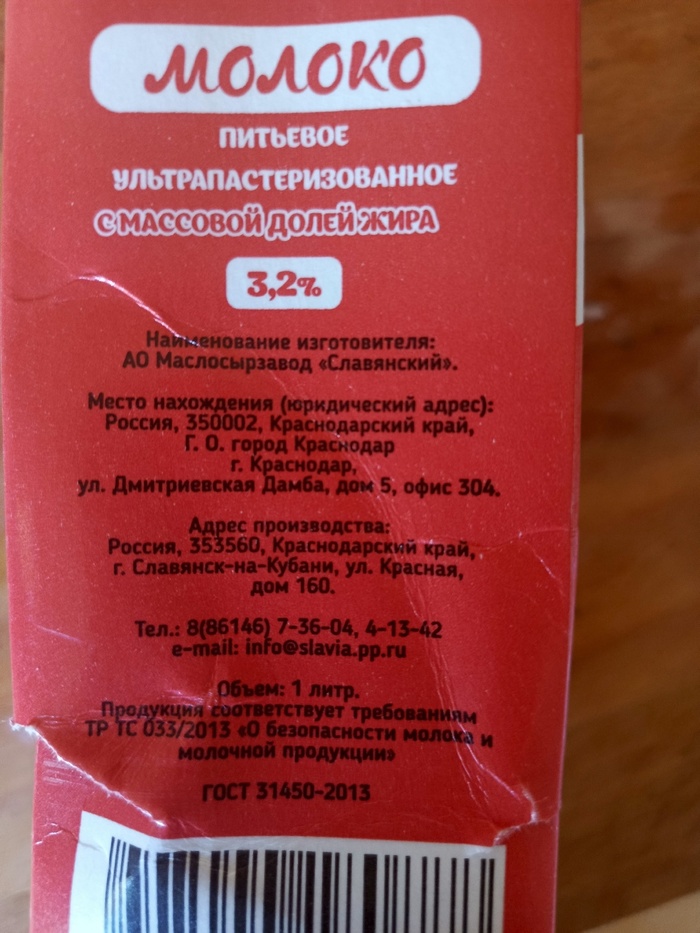 МОЛОКО
ПИТЬЕВОЕ
УЛЬТРАПАСТЕРИЗОВАННОЕ
С МАССОВОЙ ДОЛЕЙ ЖИРА
3,2%
Наименование изготовителя:
АО Маслосырзавод «Славянский».
Место нахождения (юридический адрес):
Россия, 350002, Краснодарский край,
Г. О. город Краснодар
г. Краснодар,
ул. Дмитриевская Дамба, дом 5, офис 304.
Адрес производства:
Россия, 353560, Краснодарский край,
г. Славянск-на-Кубани, ул. Красная,
дом 160.
Тел.: 8(86146) 7-36-04, 4-13-42
e-mail: info@slavia.pp.ru
Объем: 1 литр.
Продукция соответствует требованиям
ТР ТС 033/2013 «О безопасности молока и
молочной продукции»
ГОСТ 31450-2013